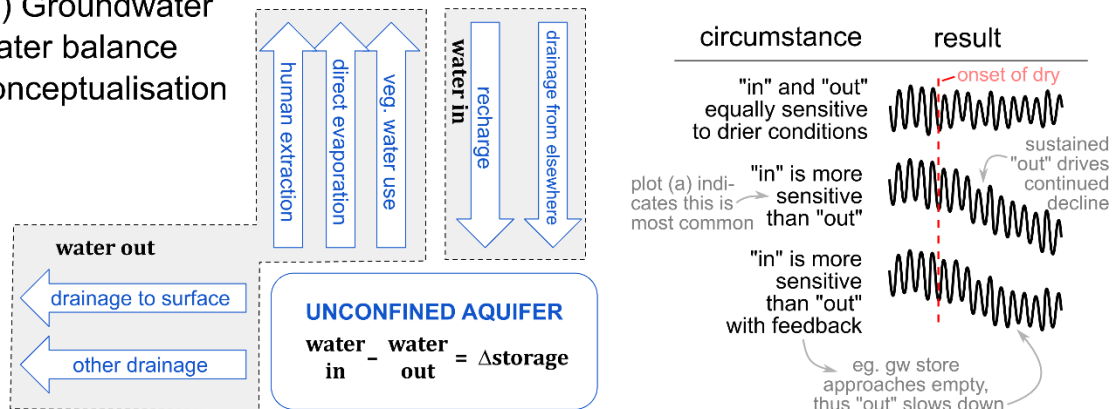 ) Groundwater
ater balance
onceptualisation
human extraction
direct evaporation
veg. water use
water in
recharge
drainage from elsewhere
water out
drainage to surface
other drainage
UNCONFINED AQUIFER
water in - water out = Δstorage
circumstance result
onset of dry
"in" and "out"
equally sensitive
to drier conditions
sustained
"out" drives
continued
decline
plot (a) indi-
cates this is
most common
"in" is more
sensitive
than "out"
"in" is more
sensitive
than "out"
with feedback
eg. gw store
approaches empty,
thus "out" slows down